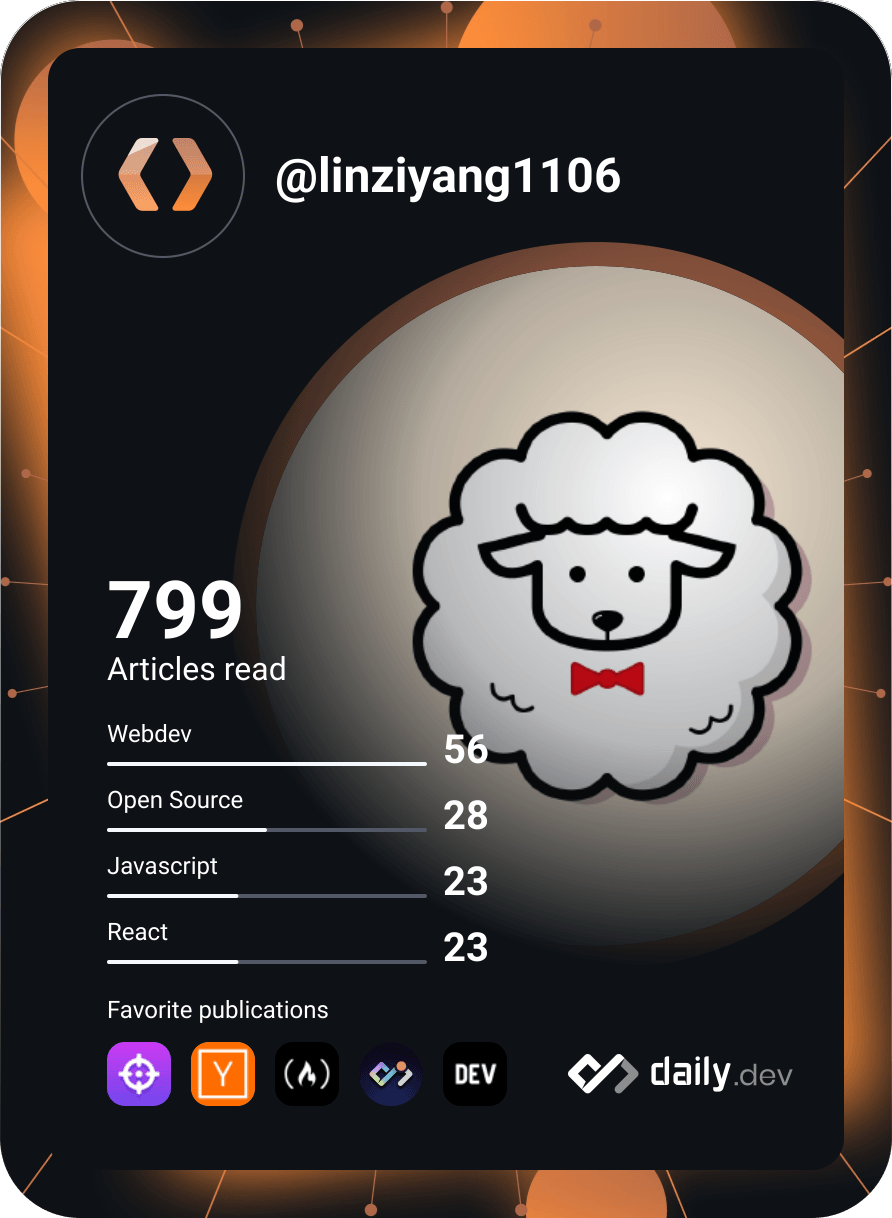 @linziyang1106
799
Articles read
Webdev
56
Open Source
28
Javascript
23
React
23
Favorite publications
Y
DEV
daily.dev